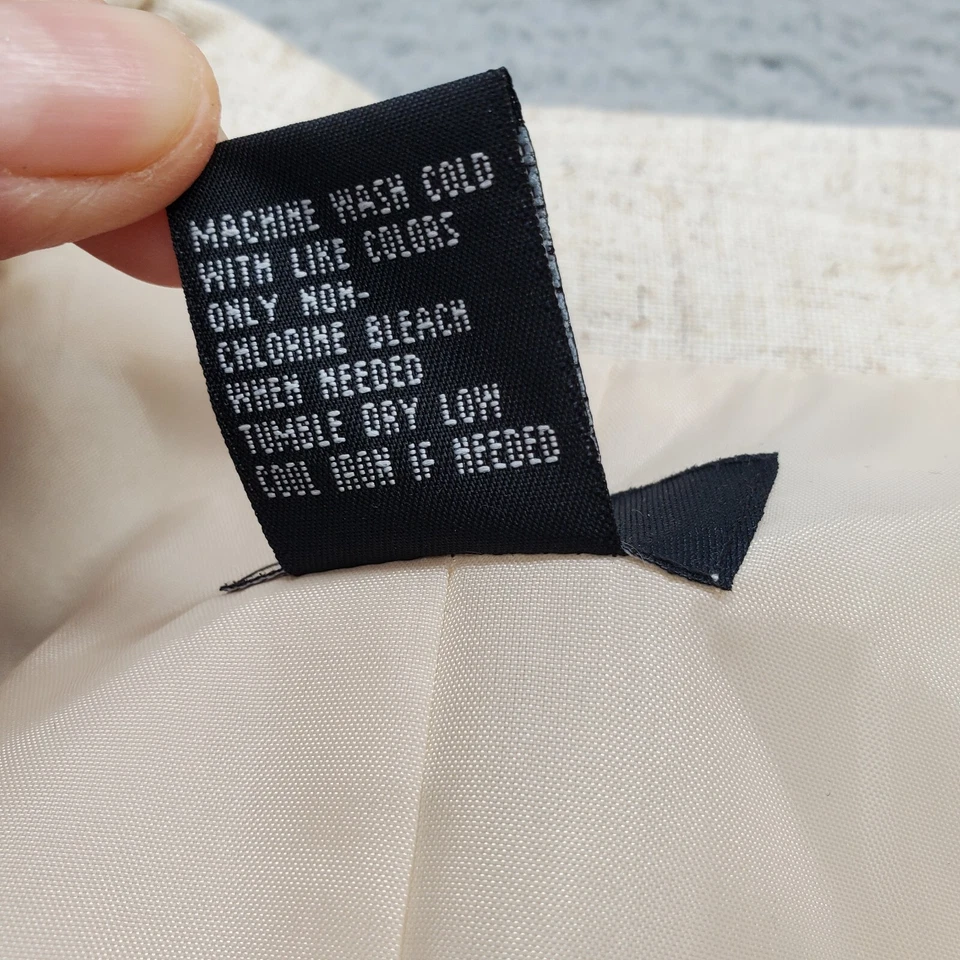 MACHINE WASH COLD
WITH LIKE COLORS
ONLY NON-
CHLORINE BLEACH
WHEN NEEDED
TUMBLE DRY LOW
COOL IRON IF NEEDED